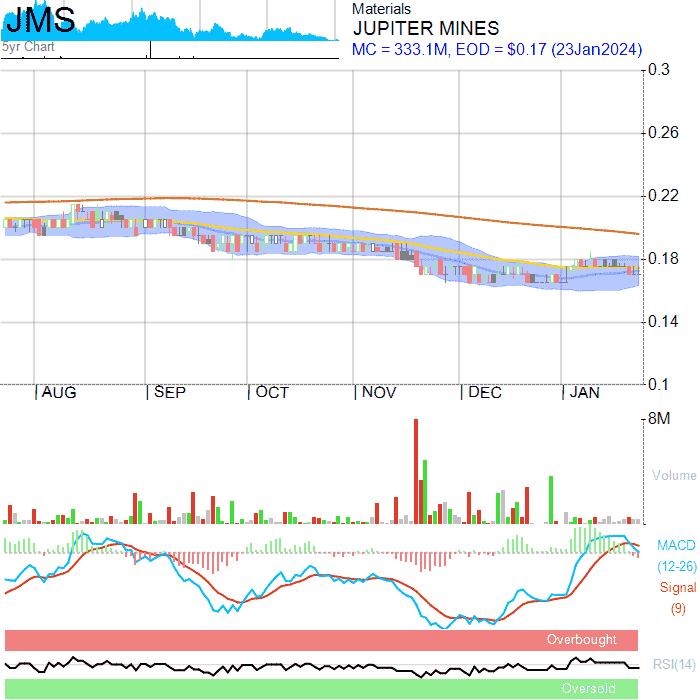 JMS
5yr Chart
Materials
JUPITER MINES
MC = 333.1M, EOD = $0.17 (23Jan2024)
0.3
0.26
0.22
0.18
0.14
0.1
AUG SEP OCT NOV DEC JAN
8M
Volume
MACD
(12-26)
Signal
(9)
Overbought
RSI(14)
Oversold